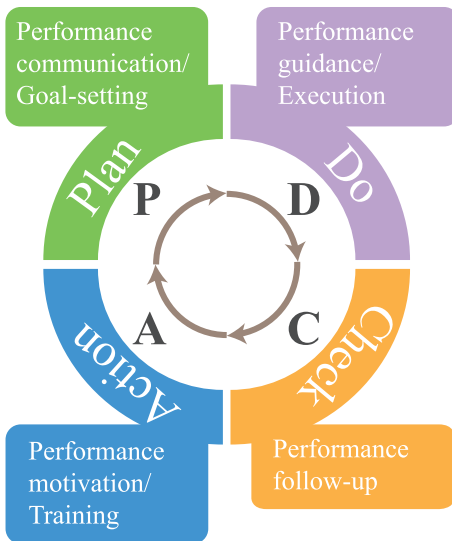 Performance
communication/
Goal-setting
Performance
guidance/
Execution
Plan
Do
P
D
A
C
Action
Check
Performance
motivation/
Training
Performance
follow-up